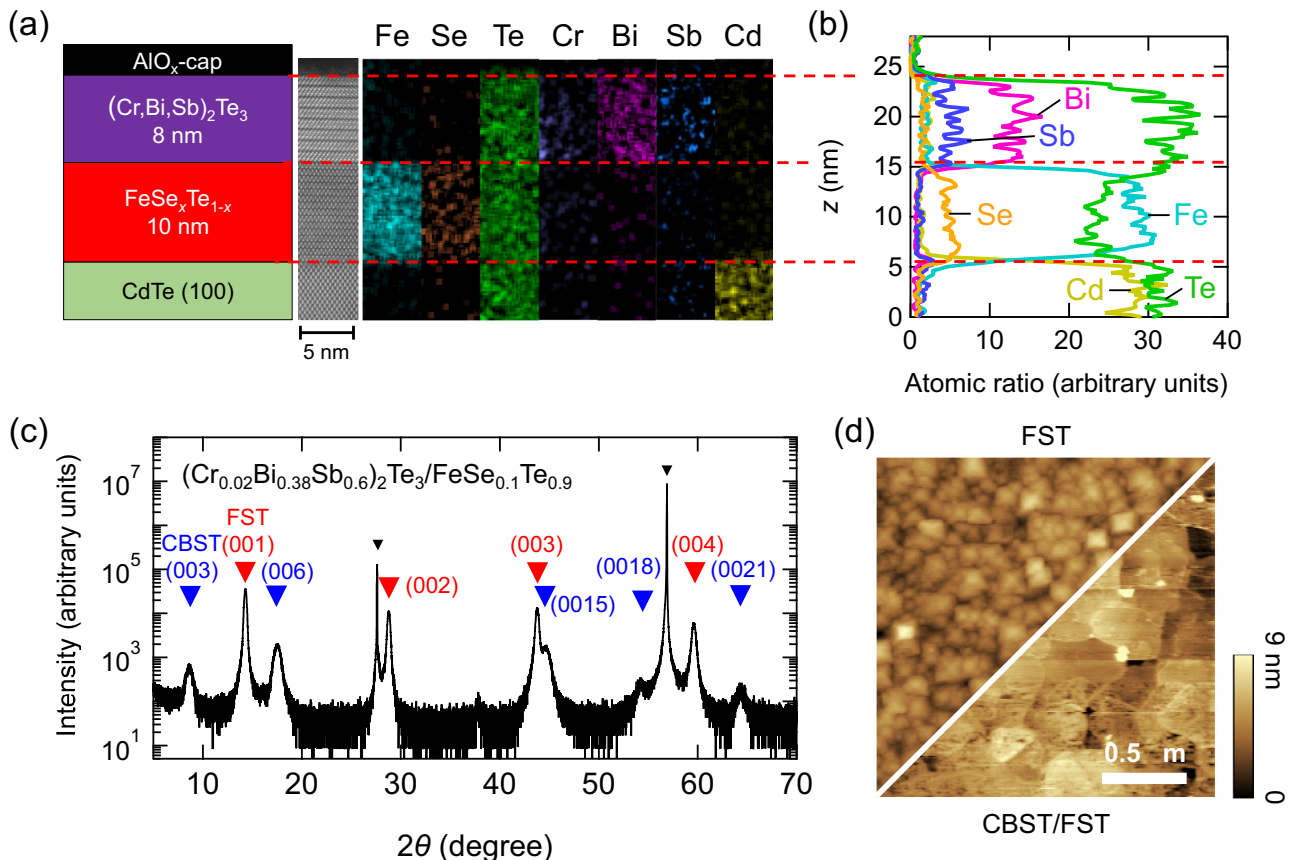 (a)
Fe Se Te Cr Bi Sb Cd
AlOx-cap
(Cr,Bi,Sb)2Te3
8 nm
FeSexTe1-x
10 nm
CdTe (100)
5 nm
(b)
25
20
15
10
5
0
z (nm)
Bi
Sb
Se
Fe
Cd
Te
0 10 20 30 40
Atomic ratio (arbitrary units)
(c)
(Cr0.02Bi0.38Sb0.6)2Te3/FeSe0.1Te0.9
10^7
10^5
10^3
10^1
Intensity (arbitrary units)
FST
CBST (001)
(003)
(006)
(002)
(003)
(0015)
(0018)
(004)
(0021)
10 20 30 40 50 60 70
2θ (degree)
(d)
FST
0.5 m
CBST/FST
9 nm
0